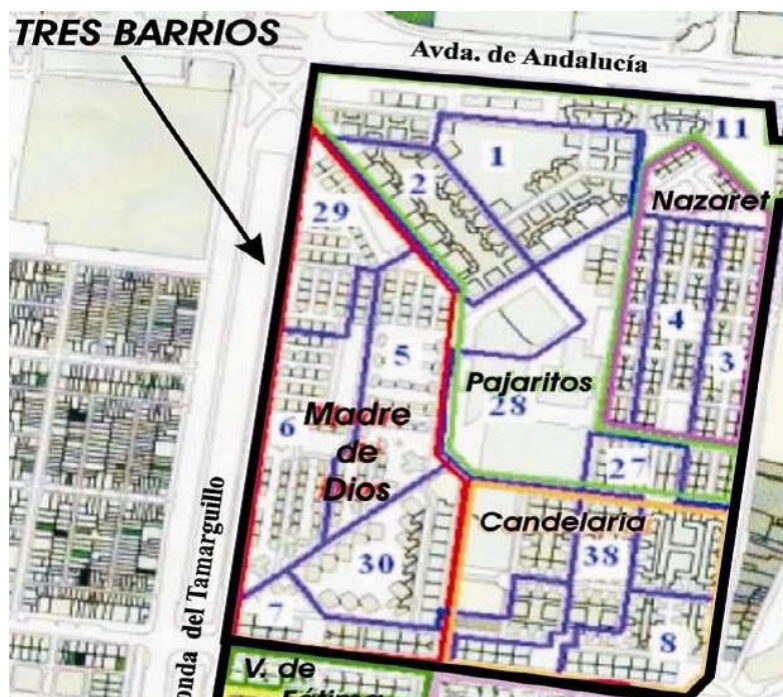 TRES BARRIOS
Avda. de Andalucía
11
1
2
Nazaret
29
4
3
5
Pajaritos
28
6
Madre
de
Dios
27
Candelaria
38
30
7
8
del Tamarguillo
V. de
Fátima